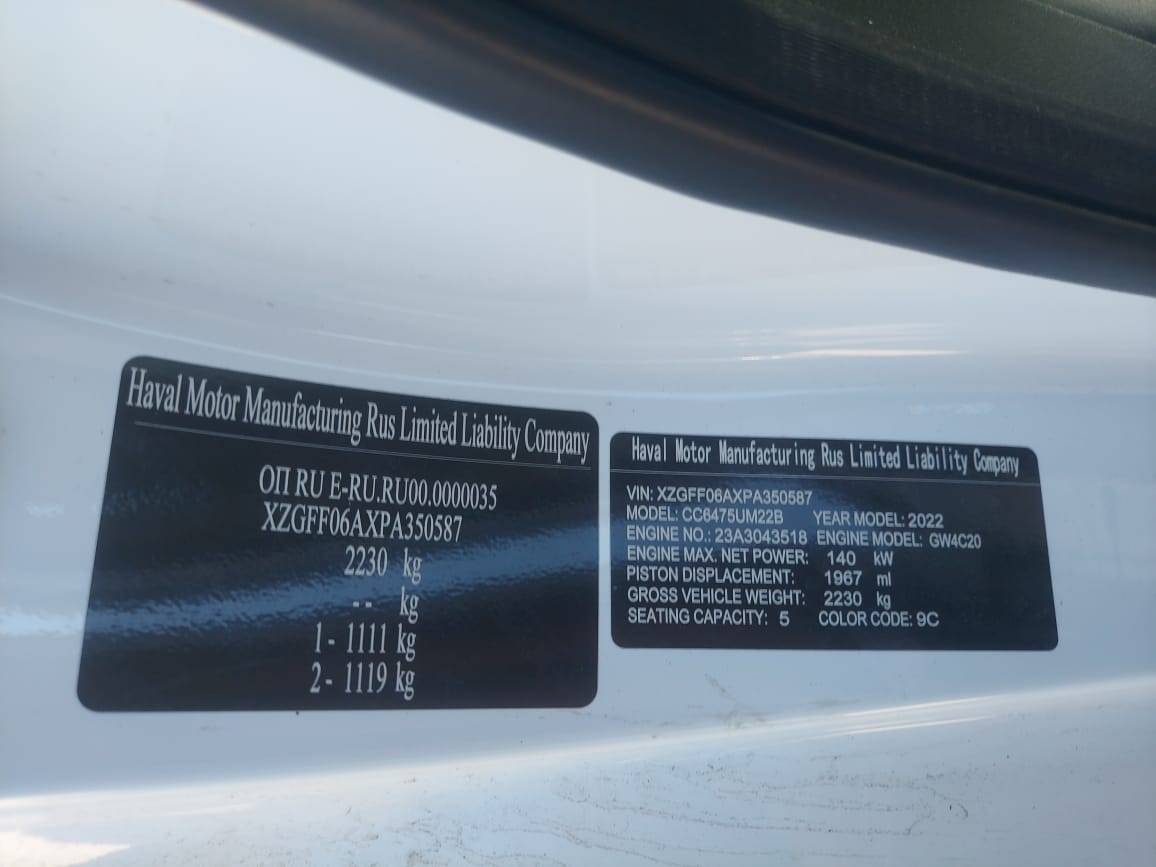 Haval Motor Manufacturing Rus Limited Liability Company
ОП RU E-RU.RU00.0000035
XZGFF06AXPA350587
2230 kg
-- kg
1- 1111 kg
2- 1119 kg
Haval Motor Manufacturing Rus Limited Liability Company
VIN: XZGFF06AXPA350587
MODEL: CC6475UM22B YEAR MODEL: 2022
ENGINE NO.: 23A3043518 ENGINE MODEL: GW4C20
ENGINE MAX. NET POWER: 140 kW
PISTON DISPLACEMENT: 1967 ml
GROSS VEHICLE WEIGHT: 2230 kg
SEATING CAPACITY: 5 COLOR CODE: 9C